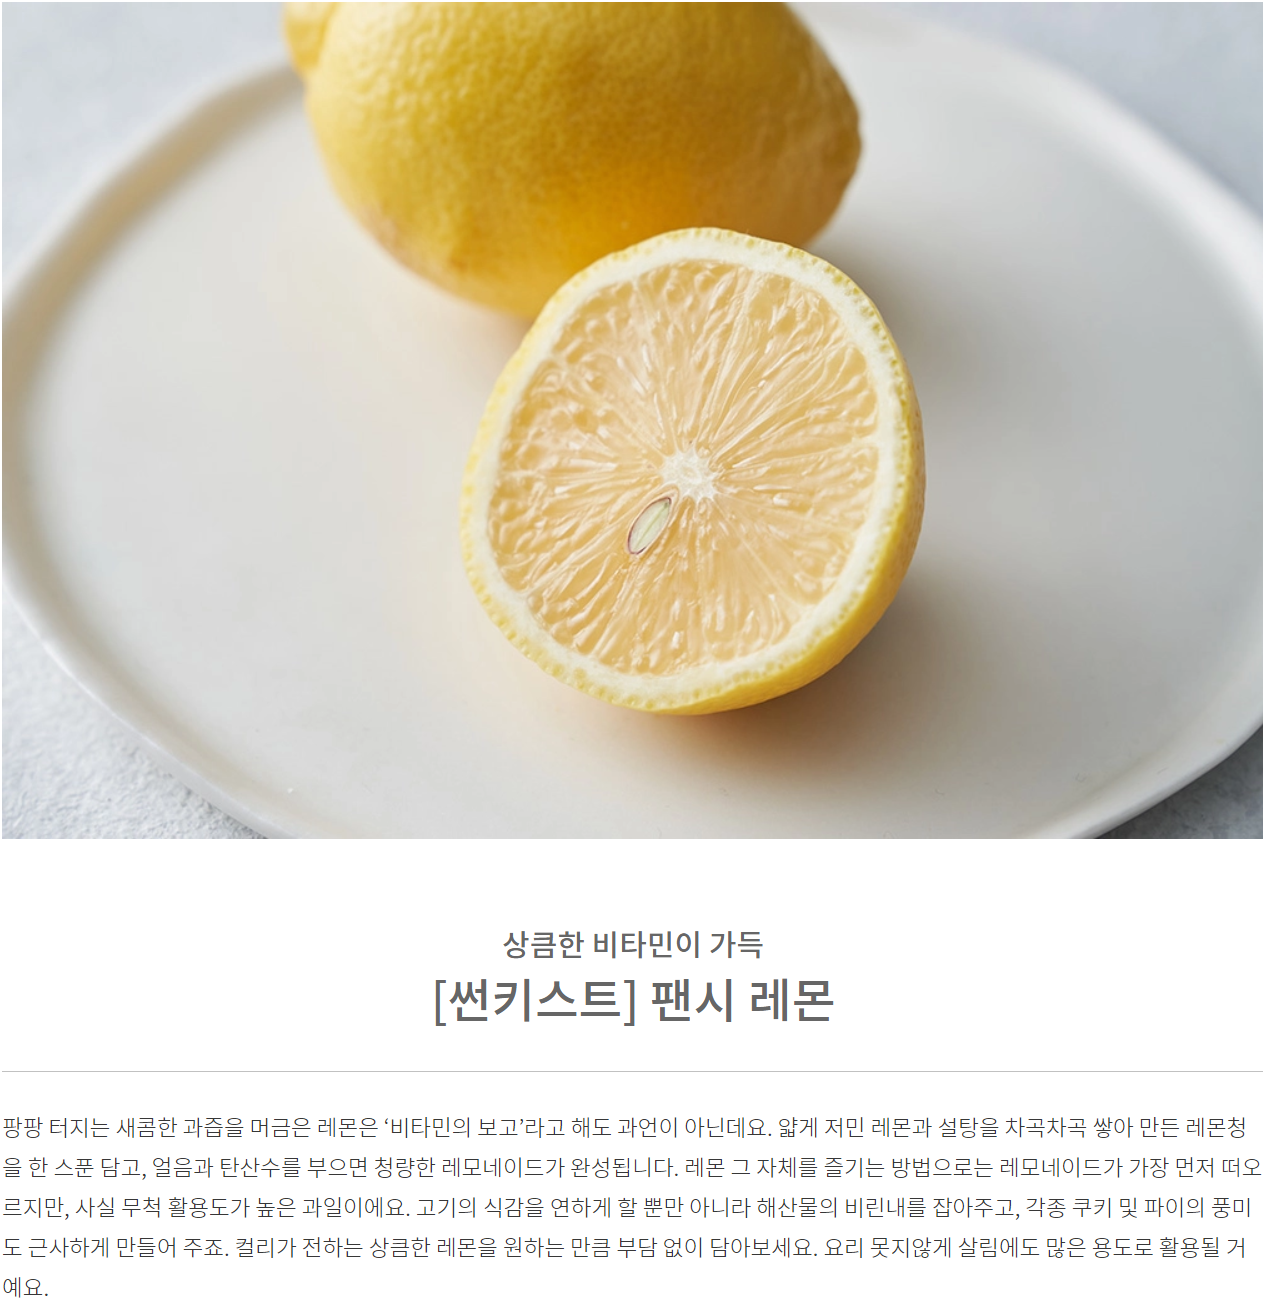 상큼한 비타민이 가득
[썬키스트] 팬시 레몬
팡팡 터지는 새콤한 과즙을 머금은 레몬은 ‘비타민의 보고’라고 해도 과언이 아닌데요. 얇게 저민 레몬과 설탕을 차곡차곡 쌓아 만든 레몬청
을 한 스푼 담고, 얼음과 탄산수를 부으면 청량한 레모네이드가 완성됩니다. 레몬 그 자체를 즐기는 방법으로는 레모네이드가 가장 먼저 떠오
르지만, 사실 무척 활용도가 높은 과일이에요. 고기의 식감을 연하게 할 뿐만 아니라 해산물의 비린내를 잡아주고, 각종 쿠키 및 파이의 풍미
도 근사하게 만들어 주죠. 컬리가 전하는 상큼한 레몬을 원하는 만큼 부담 없이 담아보세요. 요리 못지않게 살림에도 많은 용도로 활용될 거
예요.